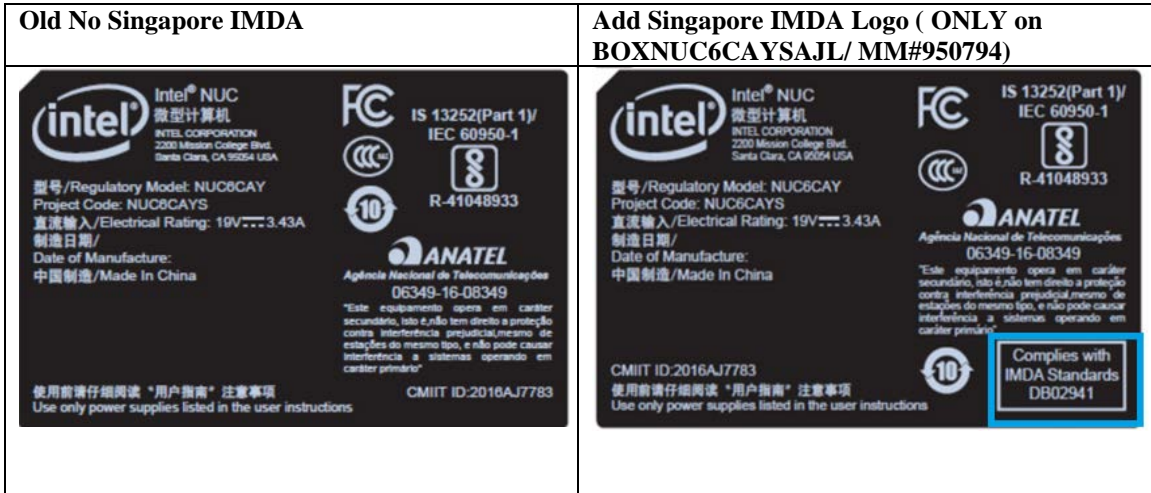 Old No Singapore IMDA
Add Singapore IMDA Logo ( ONLY on
BOXNUC6CAYSAJL/ MM#950794)
intel®
Intel® NUC
微型计算机
INTEL CORPORATION
2200 Mission College Blvd.
Santa Clara, CA 95054 USA
型号/Regulatory Model: NUC6CAY
Project Code: NUC6CAYS
直流输入/Electrical Rating: 19V 3.43A
制造日期/
Date of Manufacture:
中国制造/Made In China
使用前请仔细阅读 "用户指南" 注意事项
Use only power supplies listed in the user instructions
FC
IS 13252(Part 1)/
IEC 60950-1
R-41048933
10
ANATEL
Agência Nacional de Telecomunicações
06349-16-08349
"Este equipamento opera em caráter
secundário, isto é,não tem direito a proteção
contra interferência prejudicial,mesmo de
estações do mesmo tipo, e não pode causar
interferência a sistemas operando em
caráter primário"
CMIIT ID:2016AJ7783
intel®
Intel® NUC
微型计算机
INTEL CORPORATION
2200 Mission College Blvd.
Santa Clara, CA 95054 USA
型号/Regulatory Model: NUC6CAY
Project Code: NUC6CAYS
直流输入/Electrical Rating: 19V 3.43A
制造日期/
Date of Manufacture:
中国制造/Made In China
CMIIT ID:2016AJ7783
使用前请仔细阅读 "用户指南" 注意事项
Use only power supplies listed in the user instructions
FC
IS 13252(Part 1)/
IEC 60950-1
R-41048933
ANATEL
Agência Nacional de Telecomunicações
06349-16-08349
"Este equipamento opera em caráter
secundário, isto é,não tem direito a proteção
contra interferência prejudicial,mesmo de
estações do mesmo tipo, e não pode causar
interferência a sistemas operando em
caráter primário"
10
Complies with
IMDA Standards
DB02941